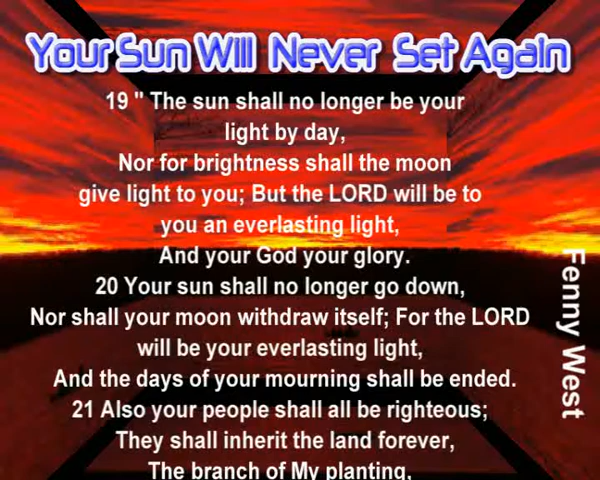 Your Sun Will Never Set Again
19 " The sun shall no longer be your
light by day,
Nor for brightness shall the moon
give light to you; But the LORD will be to
you an everlasting light,
And your God your glory.
20 Your sun shall no longer go down,
Nor shall your moon withdraw itself; For the LORD
will be your everlasting light,
And the days of your mourning shall be ended.
21 Also your people shall all be righteous;
They shall inherit the land forever,
The branch of My planting,
Fenny West